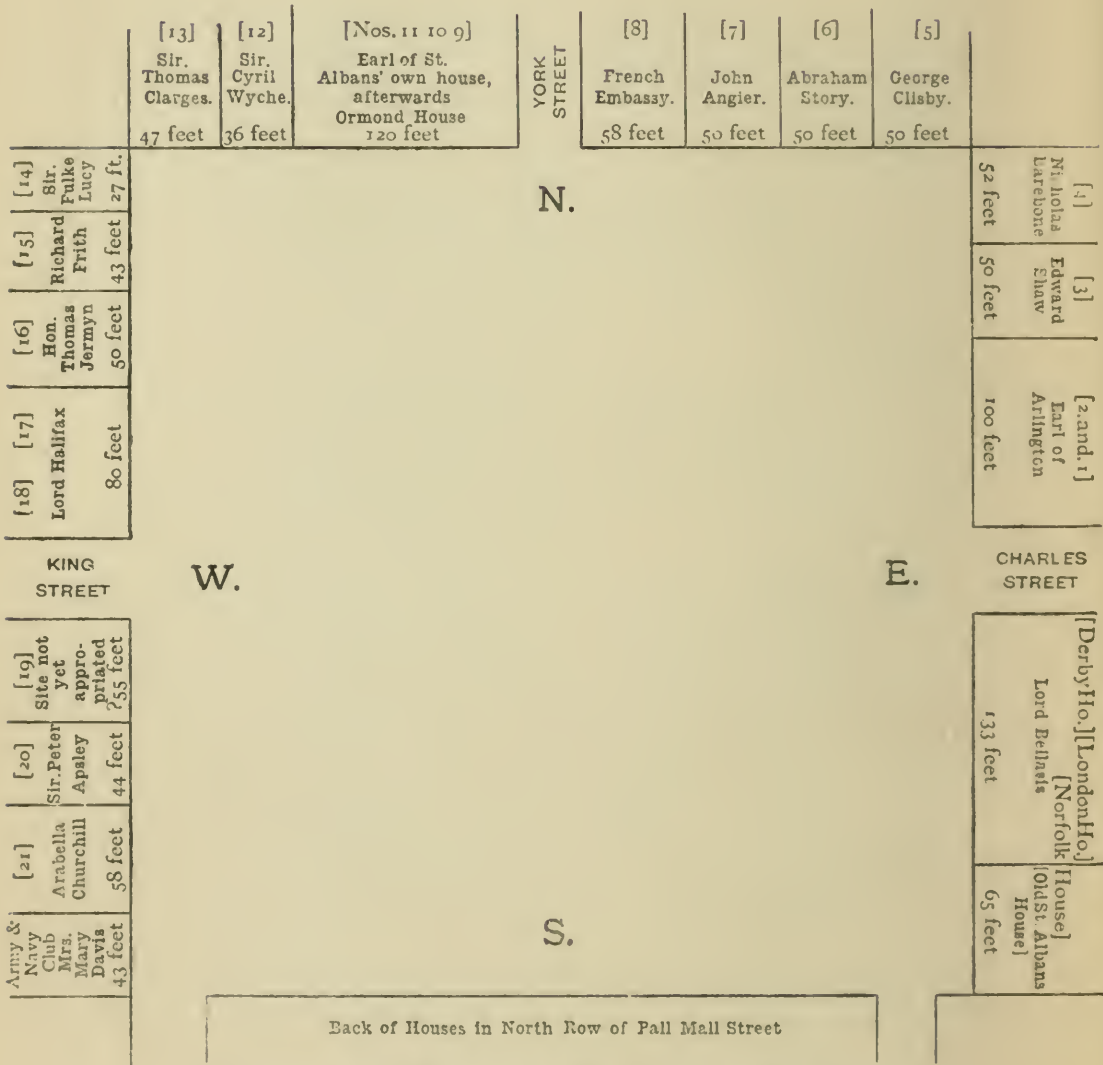 [13]
Sir.
Thomas
Clarges.
47 feet
[12]
Sir.
Cyril
Wyche.
36 feet
[Nos. 11 to 9]
Earl of St.
Albans' own house,
afterwards
Ormond House
120 feet
YORK
STREET
[8]
French
Embassy.
58 feet
[7]
John
Angier.
50 feet
[6]
Abraham
Story.
50 feet
[5]
George
Clisby.
50 feet
[14]
Sir.
Fulke
Lucy
27 ft.
[15]
Richard
Frith
43 feet
[16]
Hon.
Thomas
Jermyn
50 feet
[18] [17]
Lord Halifax
80 feet
KING
STREET
[19]
Site not
yet
appro-
priated
?55 feet
[20]
Sir. Peter
Apsley
44 feet
[21]
Arabella
Churchill
58 feet
Army &
Navy
Club
Mrs.
Mary
Davis
43 feet
N.
W.
E.
S.
[4]
Nicholas
Barebone
52 feet
[3]
Edward
Shaw
50 feet
[2.and.1]
Earl of
Arlington
100 feet
CHARLES
STREET
[Derby Ho.][London Ho.]
[Norfolk House]
Lord Bellasis
133 feet
[Old St. Albans
House]
65 feet
Back of Houses in North Row of Pall Mall Street